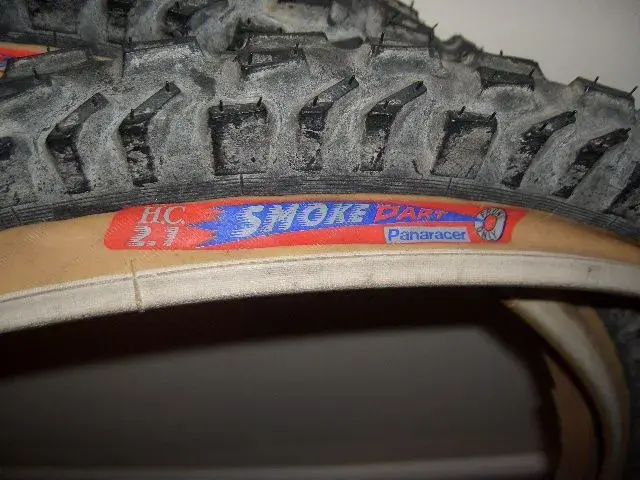 H.C. SMOKE DART
2.1 Panaracer